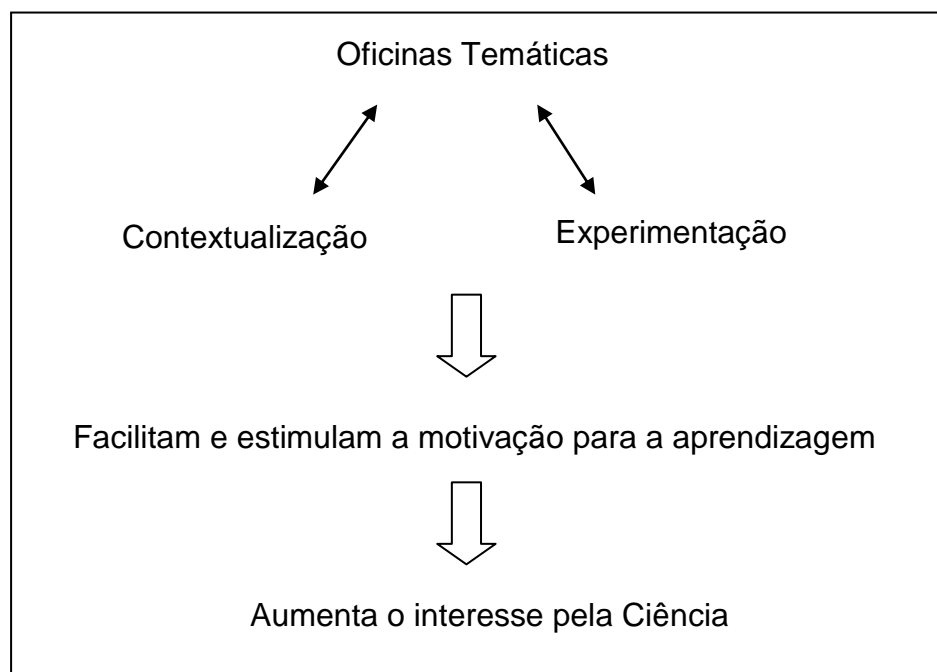 Oficinas Temáticas
Contextualização
Experimentação
Facilitam e estimulam a motivação para a aprendizagem
Aumenta o interesse pela Ciência